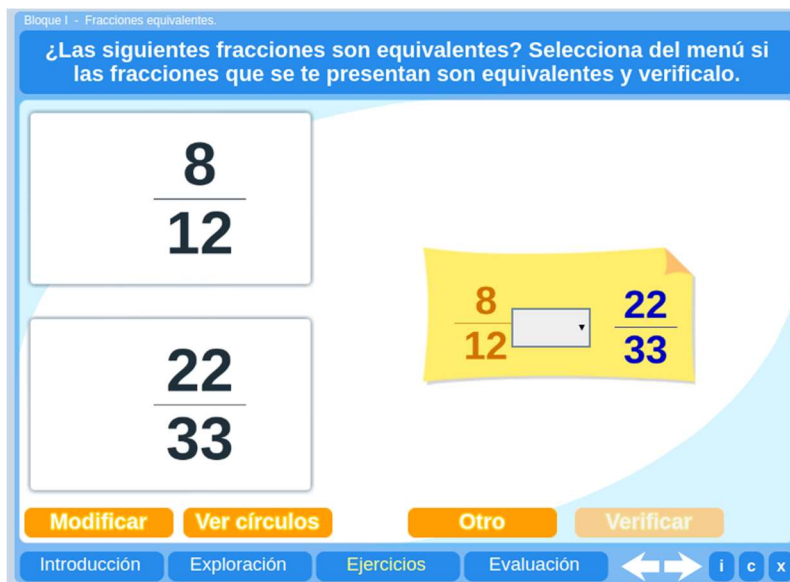 Bloque I - Fracciones equivalentes.
¿Las siguientes fracciones son equivalentes? Selecciona del menú si
las fracciones que se te presentan son equivalentes y verificalo.
8
12
22
33
8
12
22
33
Modificar
Ver círculos
Otro
Verificar
Introducción
Exploración
Ejercicios
Evaluación
i
c
x